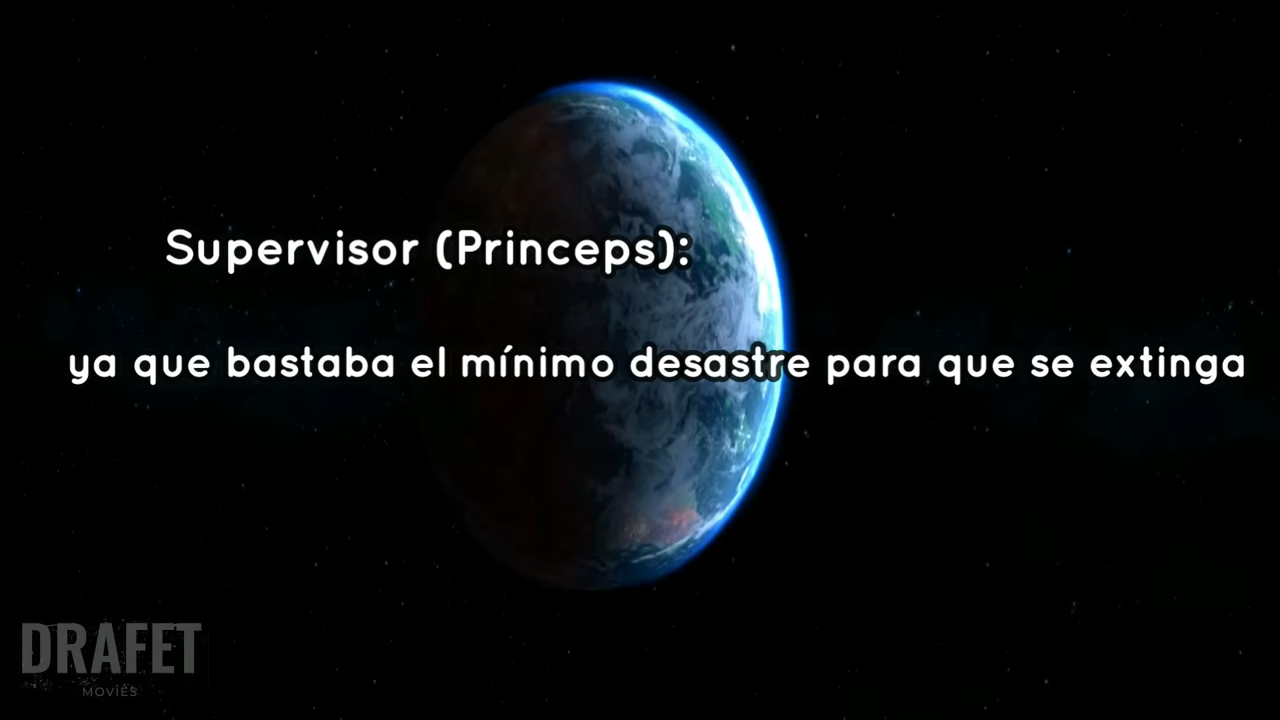 Supervisor (Princeps):
ya que bastaba el mínimo desastre para que se extinga
DRAFET
MOVIES